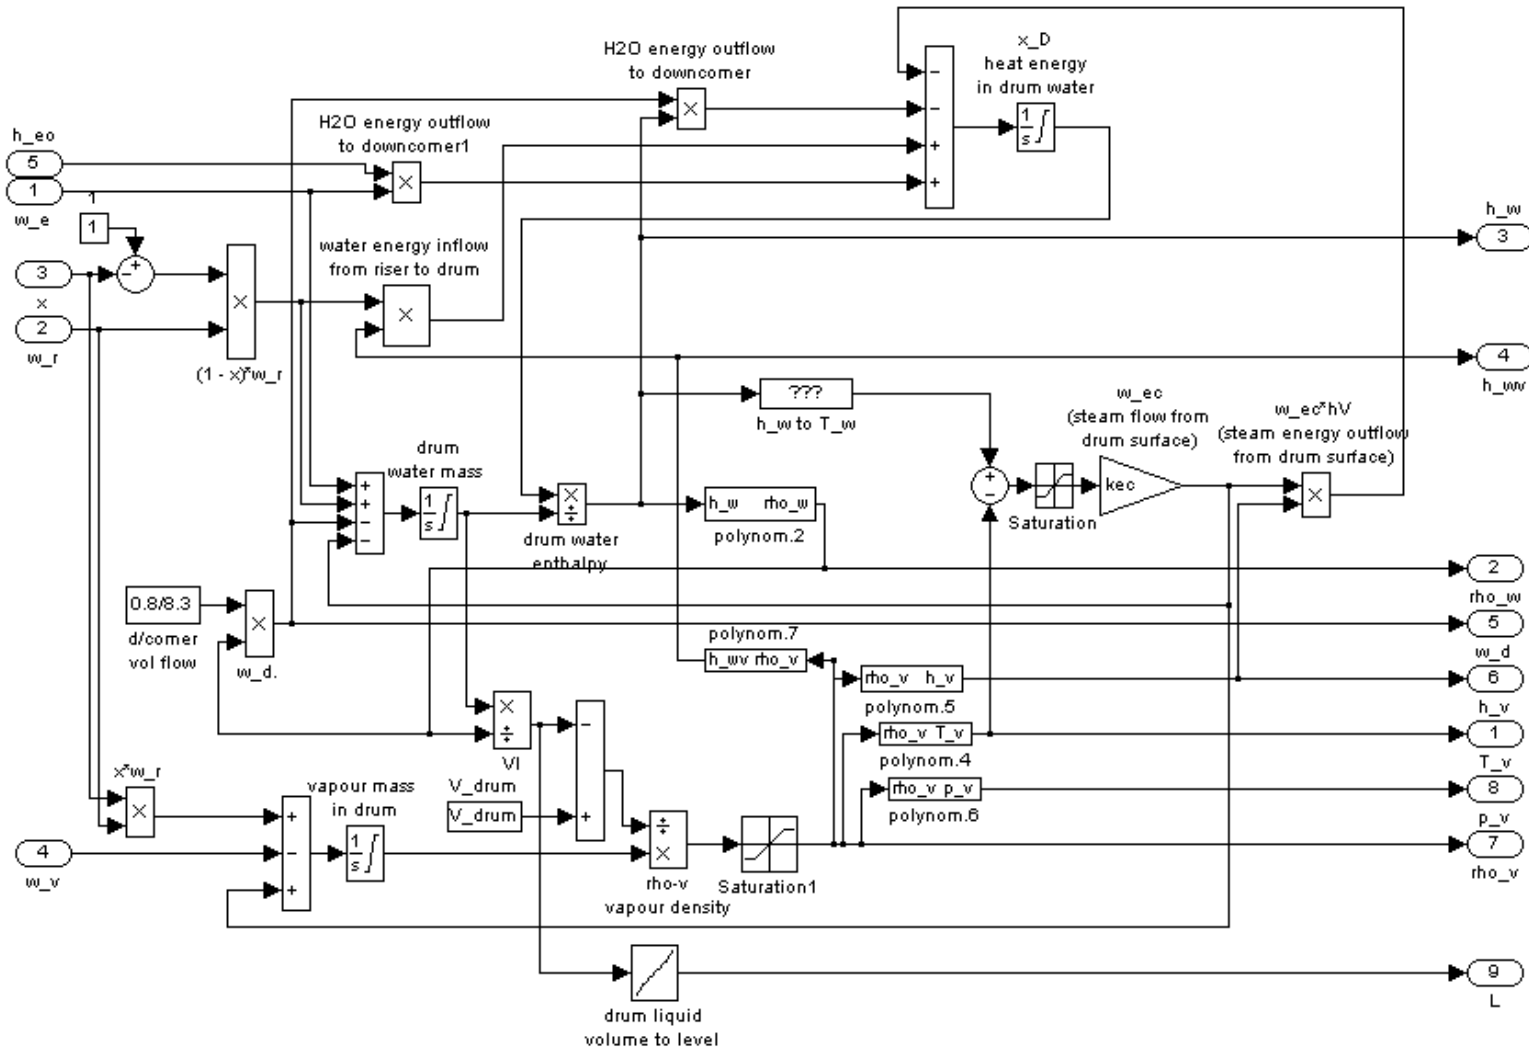 H2O energy outflow
to downcomer
x_D
heat energy
in drum water
−
−
+
+
1
s
×
h_eo
5
1
w_e
H2O energy outflow
to downcomer1
×
1
1
+
−
3
x
2
w_r
×
(1 - x)*w_r
water energy inflow
from riser to drum
×
h_w
3
4
h_wv
???
h_w to T_w
w_ec
(steam flow from
drum surface)
w_ec*hV
(steam energy outflow
from drum surface)
+
−
Saturation
kec
×
drum
water mass
+
+
−
−
1
s
×
÷
drum water
enthalpy
h_w rho_w
polynom.2
2
rho_w
0.8/8.3
d/comer
vol flow
×
w_d.
5
w_d
polynom.7
h_wv rho_v
rho_v h_v
polynom.5
6
h_v
×
÷
Vl
−
+
rho_v T_v
polynom.4
1
T_v
x*w_r
×
vapour mass
in drum
V_drum
V_drum
rho_v p_v
polynom.6
8
p_v
4
w_v
+
−
+
1
s
÷
×
rho-v
vapour density
Saturation1
7
rho_v
drum liquid
volume to level
9
L